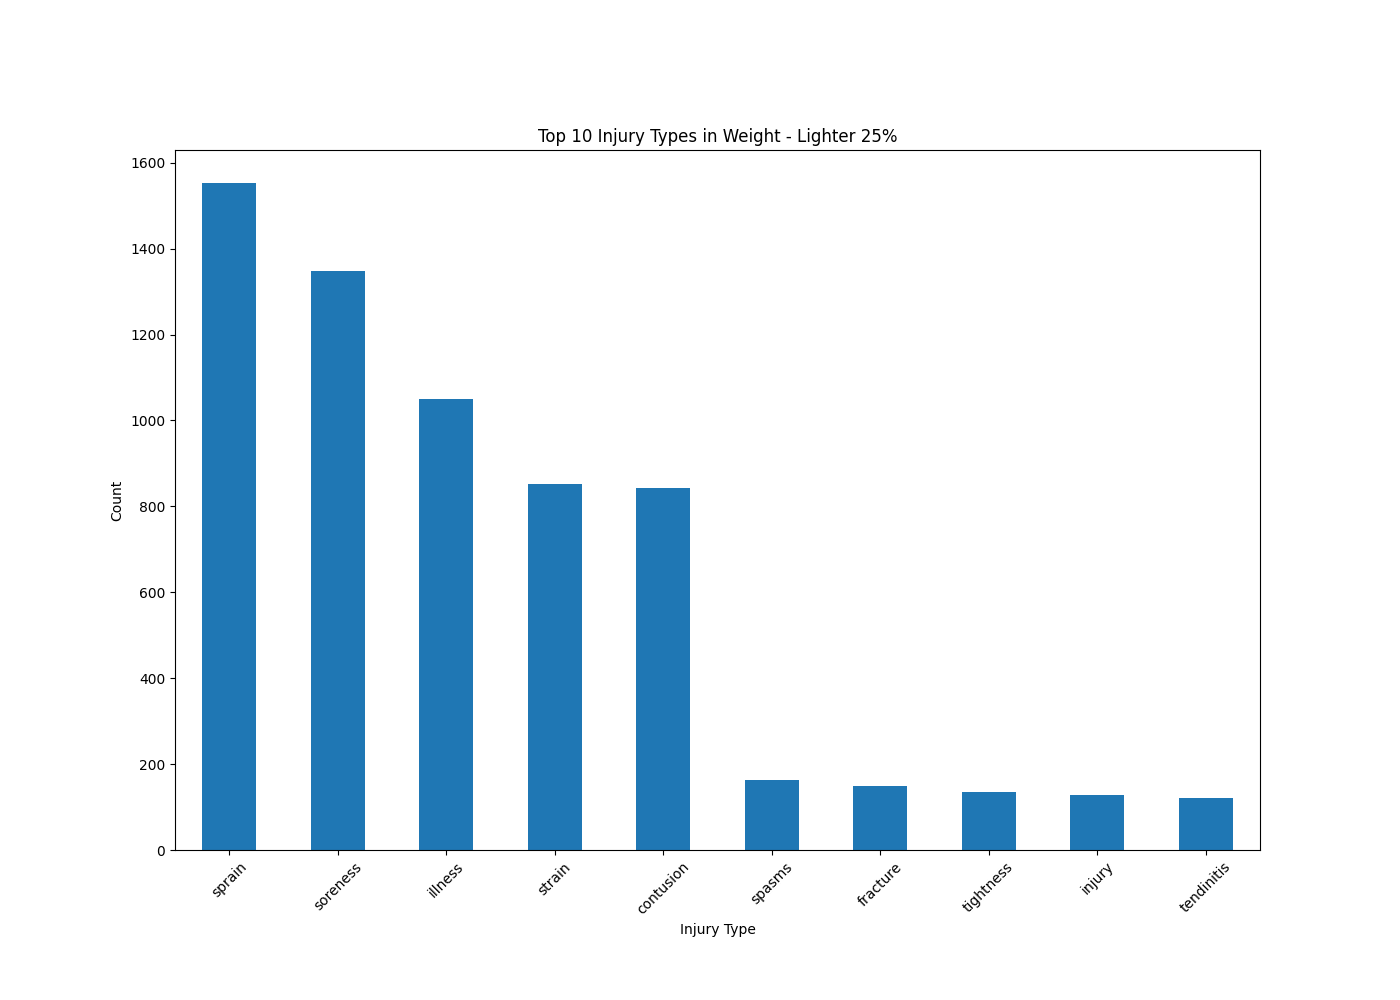 Top 10 Injury Types in Weight - Lighter 25%
1600
1400
1200
1000
800
600
400
200
0
Count
sprain
soreness
illness
strain
contusion
spasms
fracture
tightness
injury
tendinitis
Injury Type